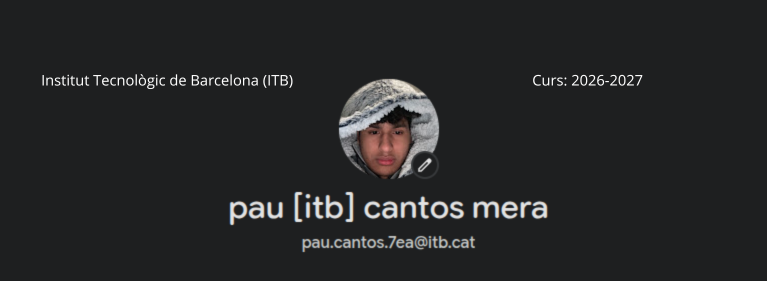 Institut Tecnològic de Barcelona (ITB)
Curs: 2026-2027
pau [itb] cantos mera
pau.cantos.7ea@itb.cat